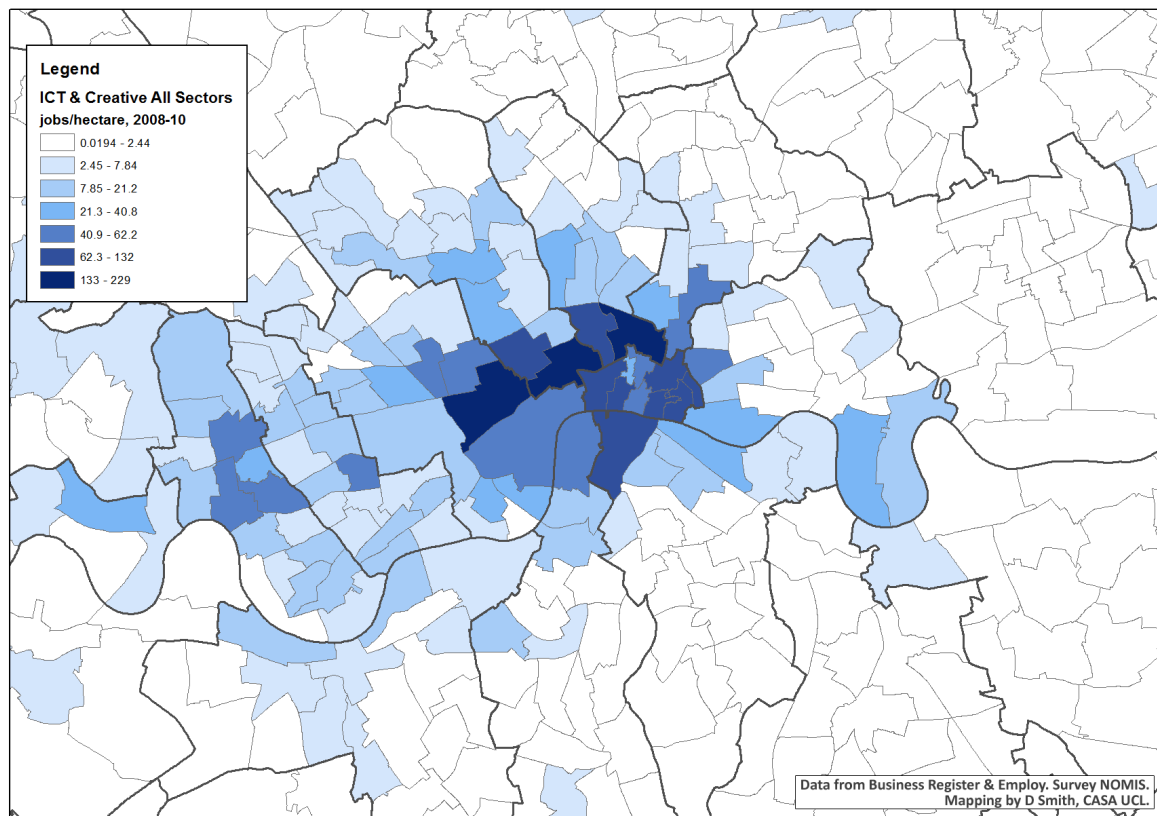 Legend
ICT & Creative All Sectors
jobs/hectare, 2008-10
0.0194 - 2.44
2.45 - 7.84
7.85 - 21.2
21.3 - 40.8
40.9 - 62.2
62.3 - 132
133 - 229
Data from Business Register & Employ. Survey NOMIS.
Mapping by D Smith, CASA UCL.